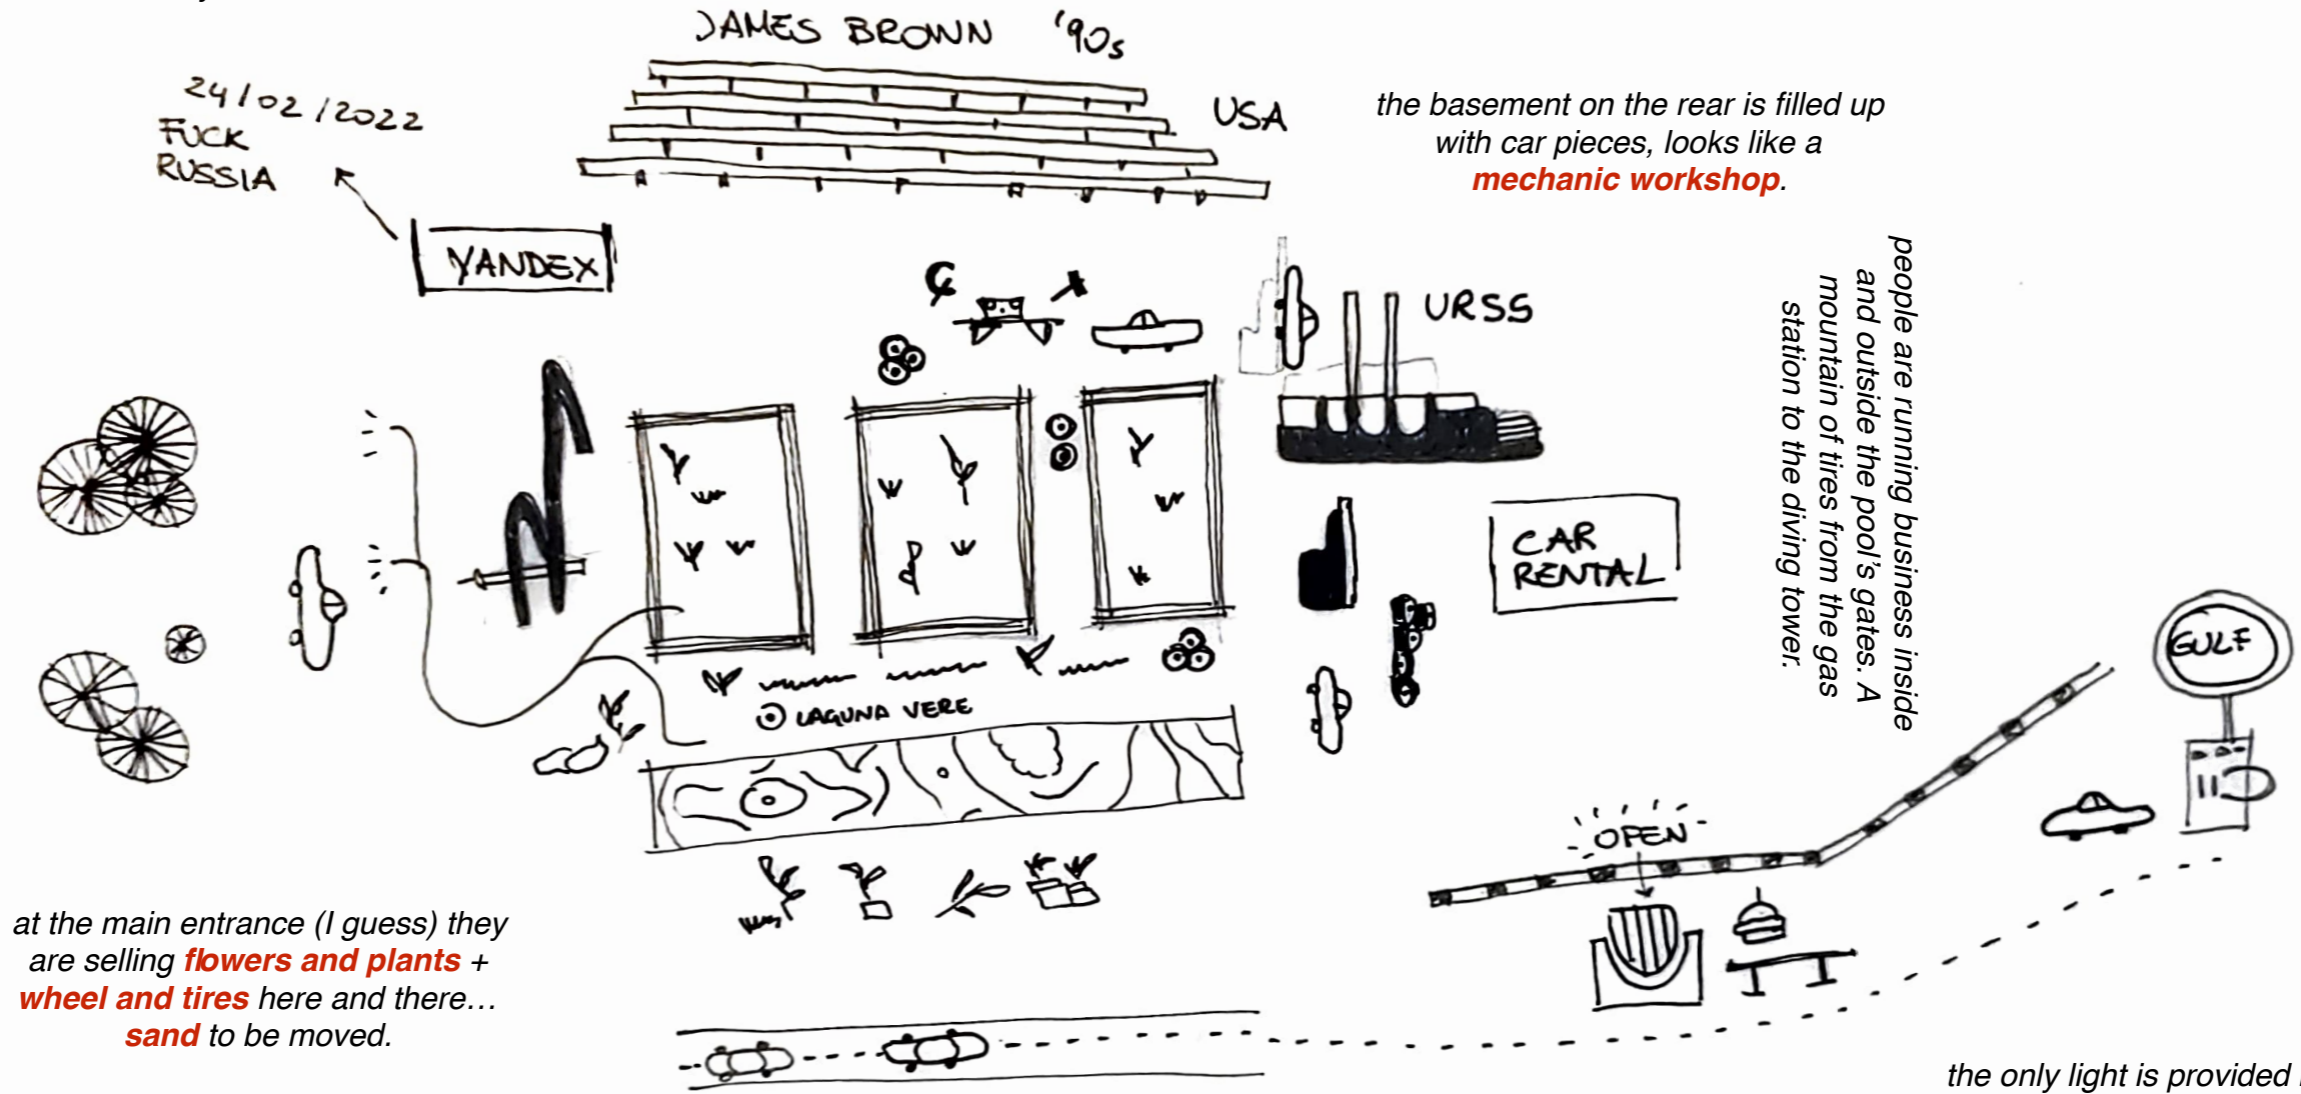 JAMES BROWN '90s
USA
24/02/2022
FUCK
RUSSIA
YANDEX
the basement on the rear is filled up
with car pieces, looks like a
mechanic workshop.
URSS
people are running business inside
and outside the pool's gates. A
mountain of tires from the gas
station to the diving tower.
CAR
RENTAL
GULF
LAGUNA VERE
OPEN
at the main entrance (I guess) they
are selling flowers and plants +
wheel and tires here and there…
sand to be moved.
the only light is provided